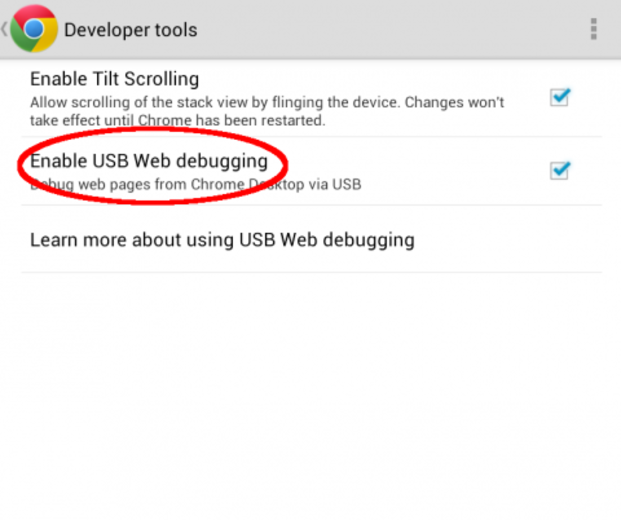 Developer tools
Enable Tilt Scrolling
Allow scrolling of the stack view by flinging the device. Changes won't
take effect until Chrome has been restarted.
Enable USB Web debugging
Debug web pages from Chrome Desktop via USB
Learn more about using USB Web debugging